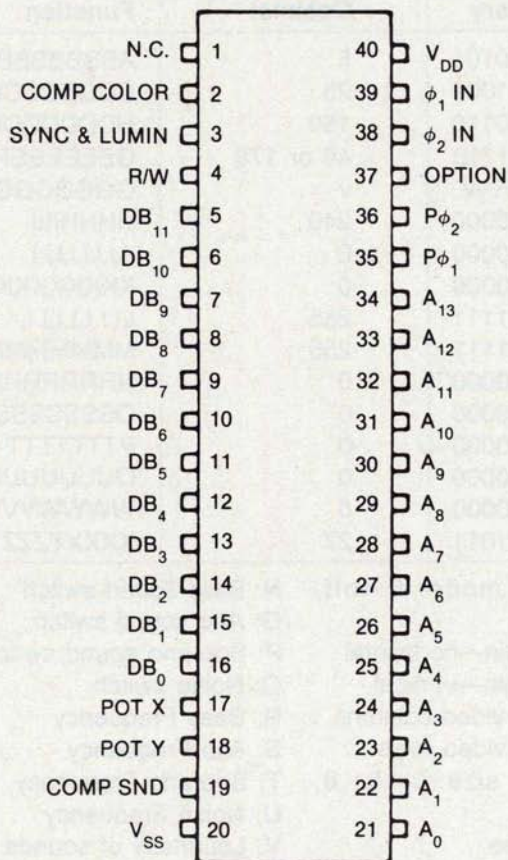 N.C. 1 40 V_DD
COMP COLOR 2 39 ϕ₁ IN
SYNC & LUMIN 3 38 ϕ₂ IN
R/W 4 37 OPTION
DB₁₁ 5 36 Pϕ₂
DB₁₀ 6 35 Pϕ₁
DB₉ 7 34 A₁₃
DB₈ 8 33 A₁₂
DB₇ 9 32 A₁₁
DB₆ 10 31 A₁₀
DB₅ 11 30 A₉
DB₄ 12 29 A₈
DB₃ 13 28 A₇
DB₂ 14 27 A₆
DB₁ 15 26 A₅
DB₀ 16 25 A₄
POT X 17 24 A₃
POT Y 18 23 A₂
COMP SND 19 22 A₁
V_SS 20 21 A₀